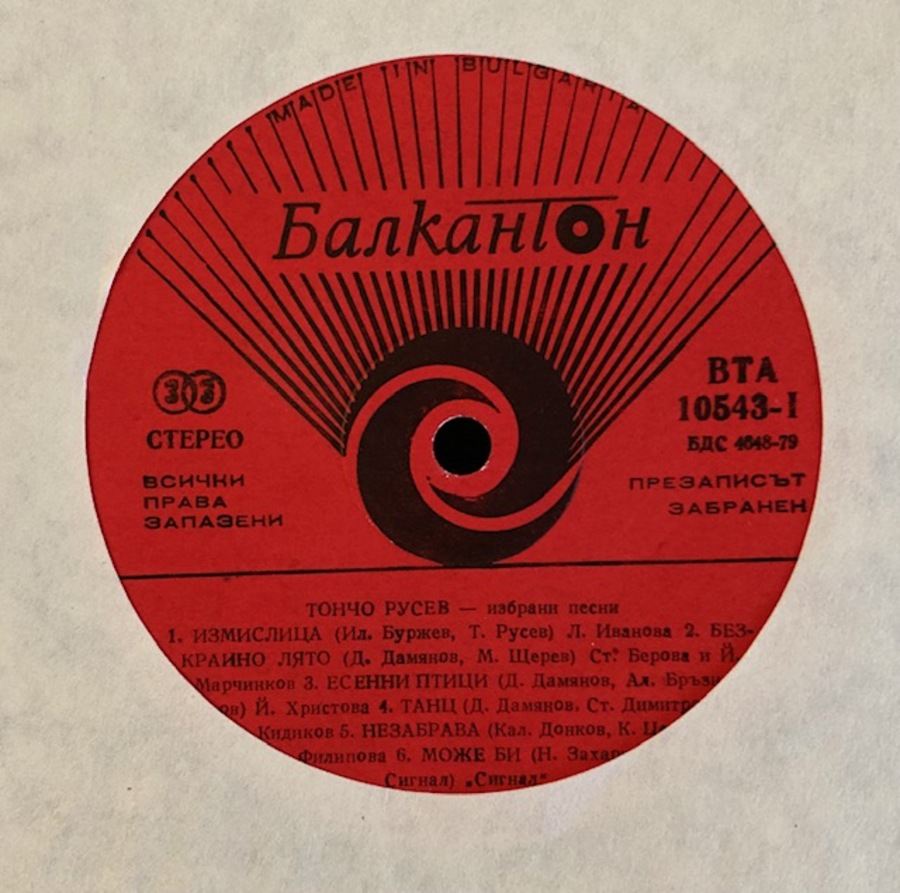 MADE IN BULGARIA
Балкантон
33
СТЕРЕО
ВСИЧКИ
ПРАВА
ЗАПАЗЕНИ
ВТА
10543-I
БДС 4648-79
ПРЕЗАПИСЪТ
ЗАБРАНЕН
ТОНЧО РУСЕВ — избрани песни
1. ИЗМИСЛИЦА (Ил. Буржев, Т. Русев) Л. Иванова 2. БЕЗ-
КРАИНО ЛЯТО (Д. Дамянов, М. Щерев) Ст. Берова и Й.
Марчинков 3. ЕСЕННИ ПТИЦИ (Д. Дамянов, Ал.
Й. Христова 4. ТАНЦ (Д. Дамянов. Ст.
Кидиков 5. НЕЗАБРАВА (Кал. Донков, К.
Филипова 6. МОЖЕ БИ (Н.
Сигнал) „Сигнал"